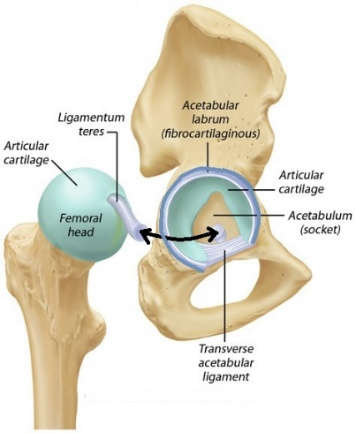 Ligamentum
teres
Articular
cartilage
Femoral
head
Acetabular
labrum
(fibrocartilaginous)
Articular
cartilage
Acetabulum
(socket)
Transverse
acetabular
ligament